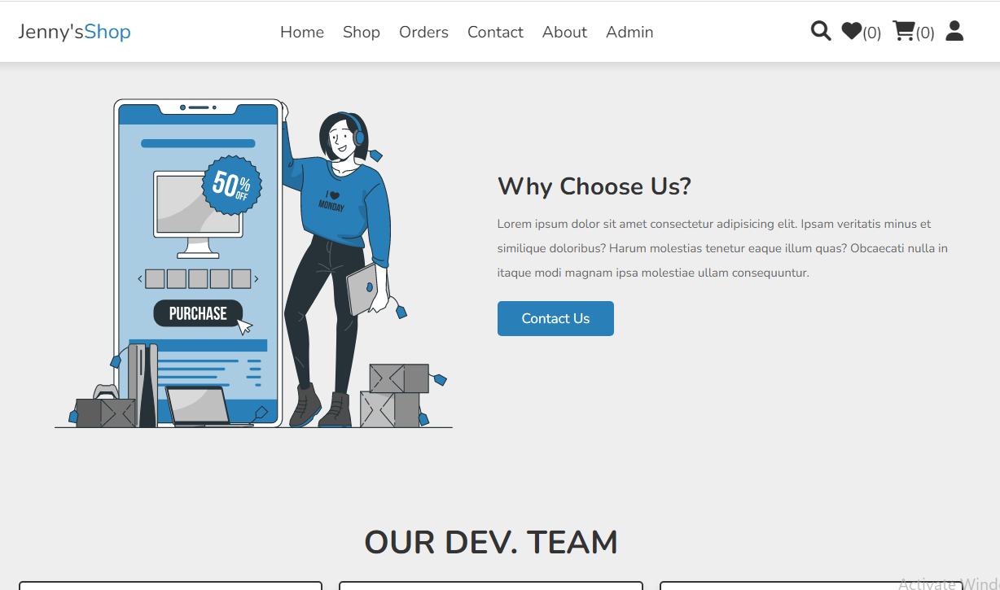 Jenny'sShop
Home Shop Orders Contact About Admin
(0) (0)
50% OFF
I ♥
MONDAY
PURCHASE
Why Choose Us?
Lorem ipsum dolor sit amet consectetur adipisicing elit. Ipsam veritatis minus et
similique doloribus? Harum molestias tenetur eaque illum quas? Obcaecati nulla in
itaque modi magnam ipsa molestiae ullam consequuntur.
Contact Us
OUR DEV. TEAM
Activate Wind